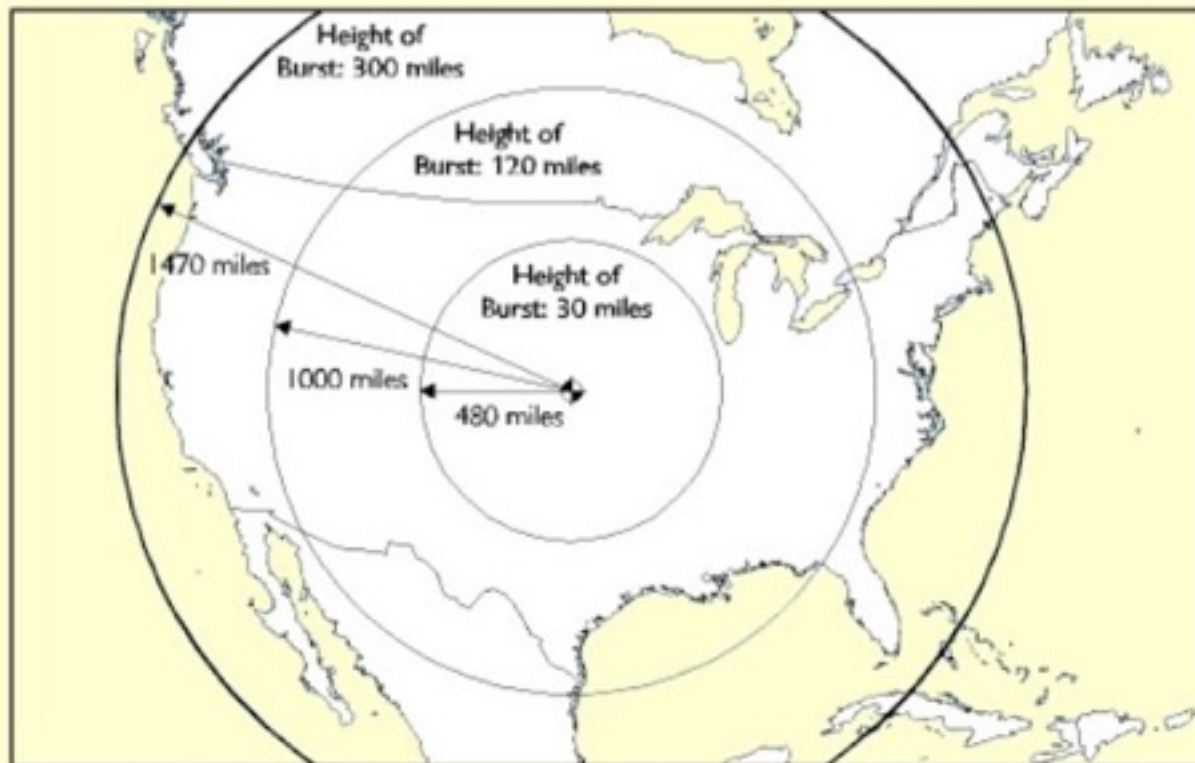 Height of
Burst: 300 miles
Height of
Burst: 120 miles
1470 miles
Height of
Burst: 30 miles
1000 miles
480 miles